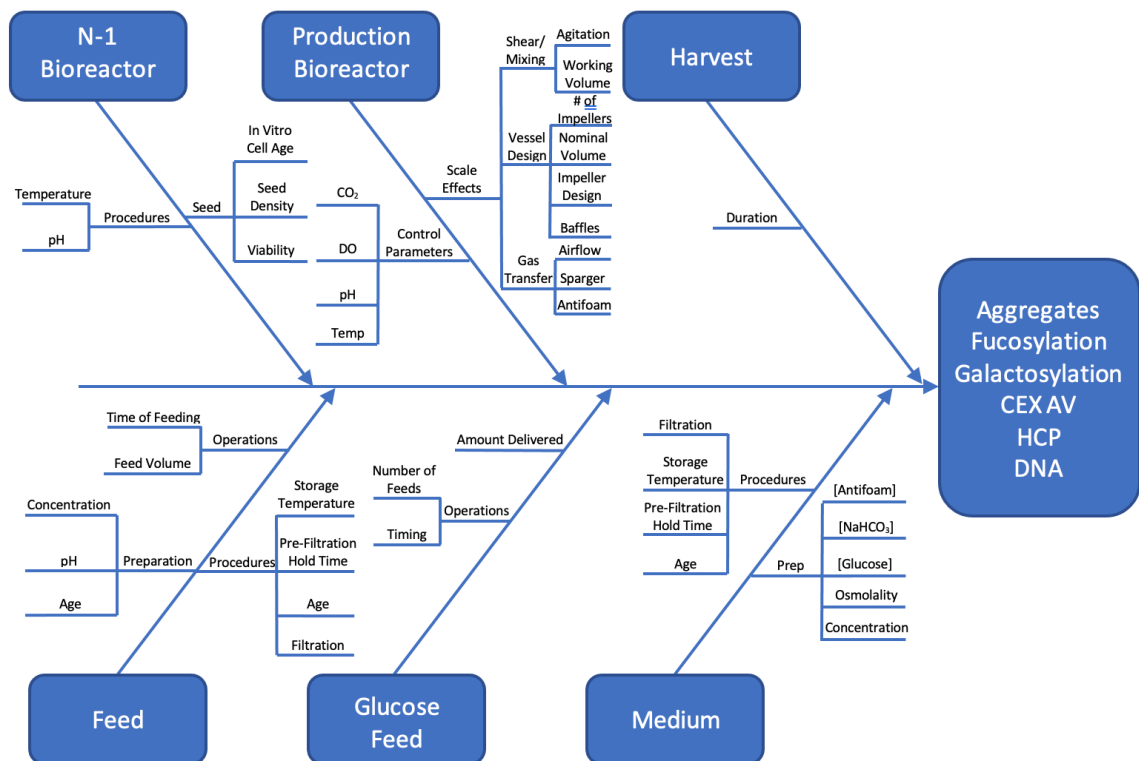 N-1
Bioreactor
Production
Bioreactor
Harvest
Temperature
pH
Procedures
Seed
In Vitro
Cell Age
Seed
Density
Viability
CO₂
DO
pH
Temp
Control
Parameters
Scale
Effects
Shear/
Mixing
Agitation
Working
Volume
Vessel
Design
# of
Impellers
Nominal
Volume
Impeller
Design
Baffles
Gas
Transfer
Airflow
Sparger
Antifoam
Duration
Aggregates
Fucosylation
Galactosylation
CEX AV
HCP
DNA
Time of Feeding
Feed Volume
Operations
Concentration
pH
Age
Preparation
Procedures
Storage
Temperature
Pre-Filtration
Hold Time
Age
Filtration
Amount Delivered
Number of
Feeds
Timing
Operations
Filtration
Storage
Temperature
Pre-Filtration
Hold Time
Age
Procedures
Prep
[Antifoam]
[NaHCO₃]
[Glucose]
Osmolality
Concentration
Feed
Glucose
Feed
Medium